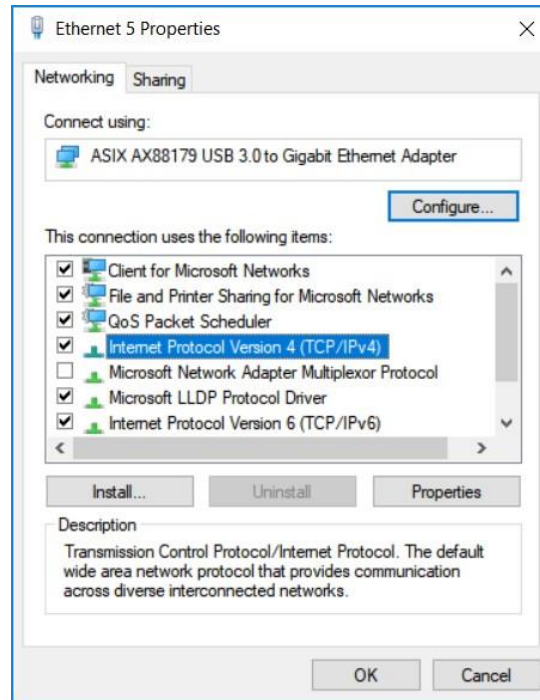 Ethernet 5 Properties
Networking
Sharing
Connect using:
ASIX AX88179 USB 3.0 to Gigabit Ethernet Adapter
Configure...
This connection uses the following items:
Client for Microsoft Networks
File and Printer Sharing for Microsoft Networks
QoS Packet Scheduler
Internet Protocol Version 4 (TCP/IPv4)
Microsoft Network Adapter Multiplexor Protocol
Microsoft LLDP Protocol Driver
Internet Protocol Version 6 (TCP/IPv6)
Install...
Uninstall
Properties
Description
Transmission Control Protocol/Internet Protocol. The default
wide area network protocol that provides communication
across diverse interconnected networks.
OK
Cancel